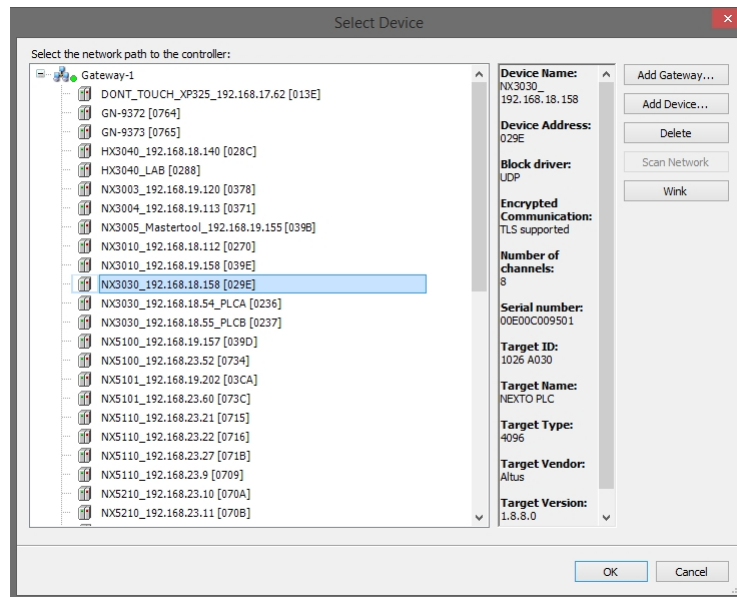 Select Device
Select the network path to the controller:
Gateway-1
DONT_TOUCH_XP325_192.168.17.62 [013E]
GN-9372 [0764]
GN-9373 [0765]
HX3040_192.168.18.140 [028C]
HX3040_LAB [0288]
NX3003_192.168.19.120 [0378]
NX3004_192.168.19.113 [0371]
NX3005_Mastertool_192.168.19.155 [039B]
NX3010_192.168.18.112 [0270]
NX3010_192.168.19.158 [039E]
NX3030_192.168.18.158 [029E]
NX3030_192.168.18.54_PLCA [0236]
NX3030_192.168.18.55_PLCB [0237]
NX5100_192.168.19.157 [039D]
NX5100_192.168.23.52 [0734]
NX5101_192.168.19.202 [03CA]
NX5101_192.168.23.60 [073C]
NX5110_192.168.23.21 [0715]
NX5110_192.168.23.22 [0716]
NX5110_192.168.23.27 [071B]
NX5110_192.168.23.9 [0709]
NX5210_192.168.23.10 [070A]
NX5210_192.168.23.11 [070B]
Device Name:
NX3030_
192.168.18.158
Device Address:
029E
Block driver:
UDP
Encrypted
Communication:
TLS supported
Number of
channels:
8
Serial number:
00E00C009501
Target ID:
1026 A030
Target Name:
NEXTO PLC
Target Type:
4096
Target Vendor:
Altus
Target Version:
1.8.8.0
Add Gateway...
Add Device...
Delete
Scan Network
Wink
OK
Cancel